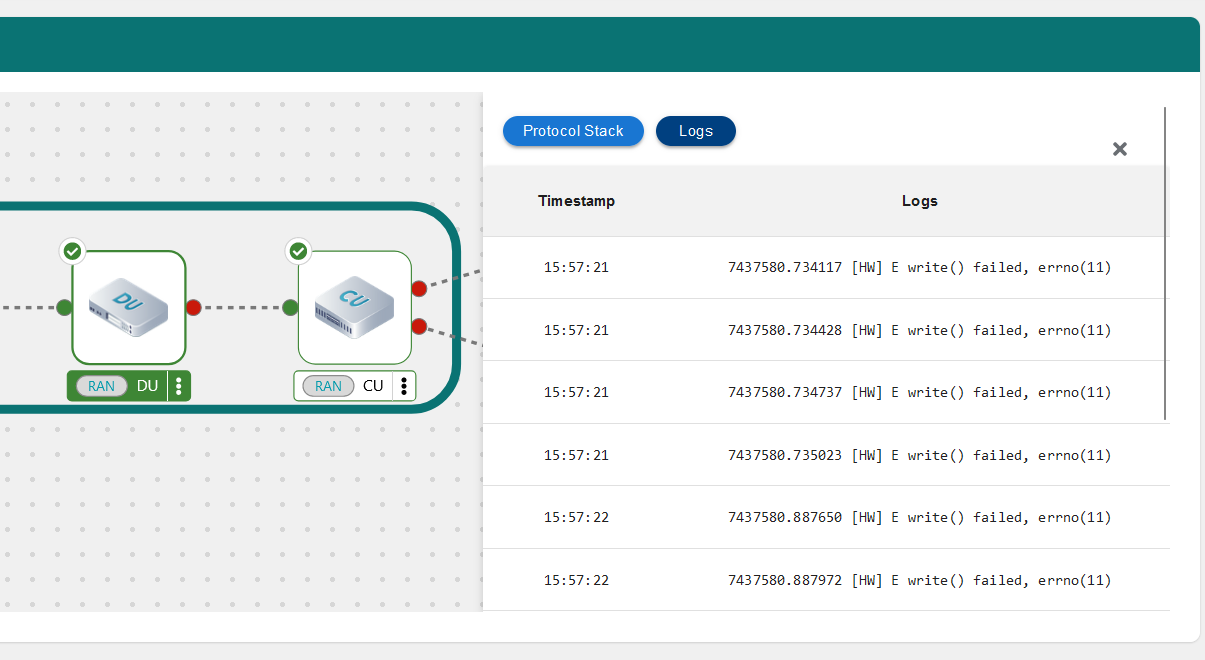 Protocol Stack Logs
Timestamp Logs
15:57:21 7437580.734117 [HW] E write() failed, errno(11)
15:57:21 7437580.734428 [HW] E write() failed, errno(11)
15:57:21 7437580.734737 [HW] E write() failed, errno(11)
15:57:21 7437580.735023 [HW] E write() failed, errno(11)
15:57:22 7437580.887650 [HW] E write() failed, errno(11)
15:57:22 7437580.887972 [HW] E write() failed, errno(11)
DU
CU
RAN DU
RAN CU